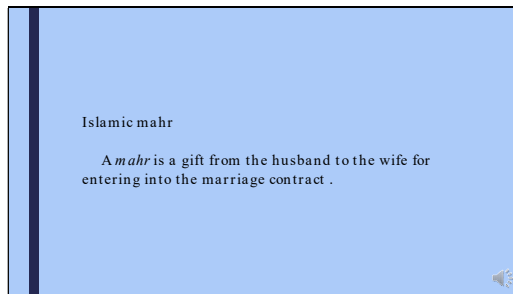 Islamic mahr
A mahr is a gift from the husband to the wife for
entering into the marriage contract .